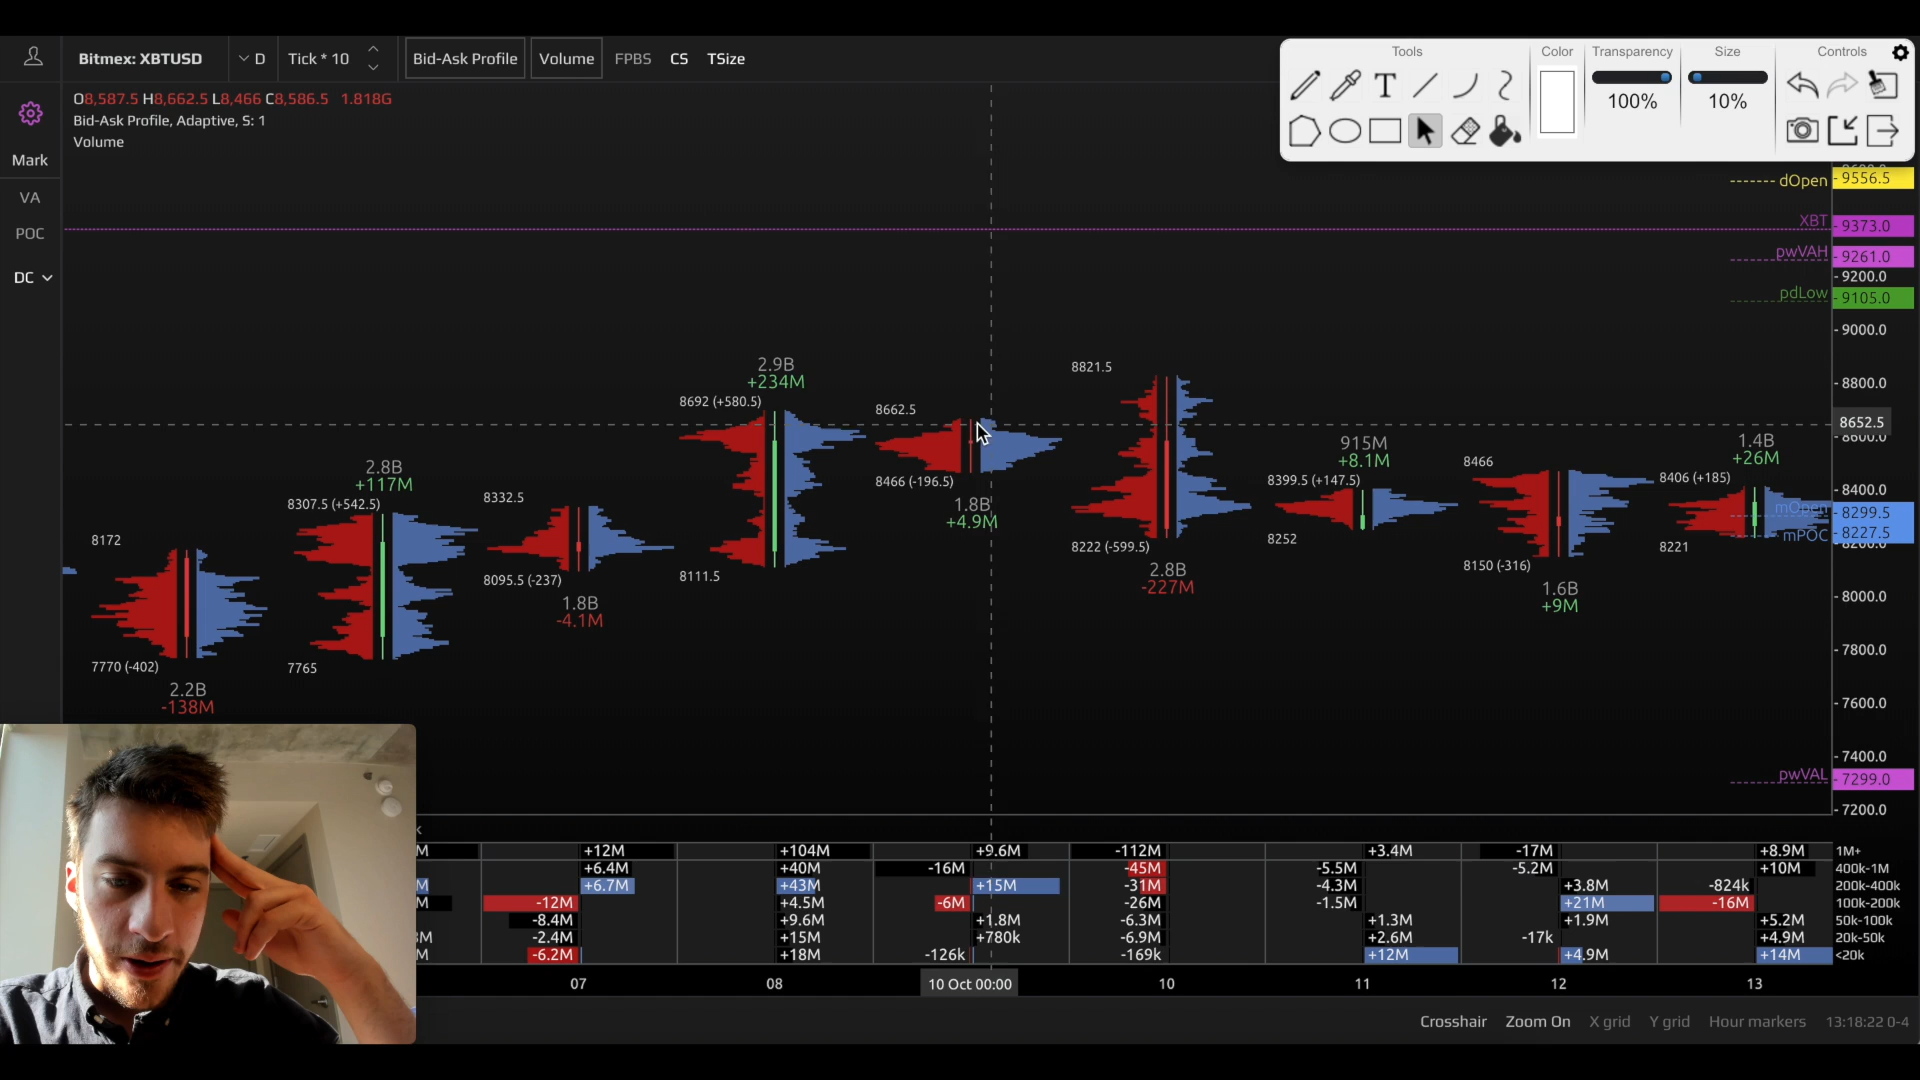 Bitmex: XBTUSD D Tick * 10 Bid-Ask Profile Volume FPBS CS TSize
Tools Color Transparency Size Controls
100% 10%
O8,587.5 H8,662.5 L8,466 C8,586.5 1.818G
Bid-Ask Profile, Adaptive, S: 1
Volume
Mark
VA
POC
DC
dOpen 9556.5
XBT 9373.0
pwVAH 9261.0
9200.0
pdLow 9105.0
9000.0
8800.0
8652.5
8600.0
8400.0
mOpen 8299.5
mPOC 8227.5
8200.0
8000.0
7800.0
7600.0
7400.0
pwVAL 7299.0
7200.0
8172
7770 (-402)
2.2B
-138M
2.8B
+117M
8307.5 (+542.5)
7765
8332.5
8095.5 (-237)
1.8B
-4.1M
2.9B
+234M
8692 (+580.5)
8111.5
8662.5
8466 (-196.5)
1.8B
+4.9M
8821.5
8222 (-599.5)
2.8B
-227M
915M
+8.1M
8399.5 (+147.5)
8252
8466
8150 (-316)
1.6B
+9M
1.4B
+26M
8406 (+185)
8221
M +12M +104M +9.6M -112M +3.4M -17M +8.9M 1M+
+6.4M +40M -16M -45M -5.5M -5.2M +10M 400k-1M
M +6.7M +43M +15M -31M -4.3M +3.8M -824k 200k-400k
M -12M +4.5M -6M -26M -1.5M +21M -16M 100k-200k
-8.4M +9.6M +1.8M -6.3M +1.3M +1.9M +5.2M 50k-100k
M -2.4M +15M +780k -6.9M +2.6M -17k +4.9M 20k-50k
M -6.2M +18M -126k -169k +12M +4.9M +14M <20k
07 08 10 Oct 00:00 10 11 12 13
Crosshair Zoom On X grid Y grid Hour markers 13:18:22 0-4